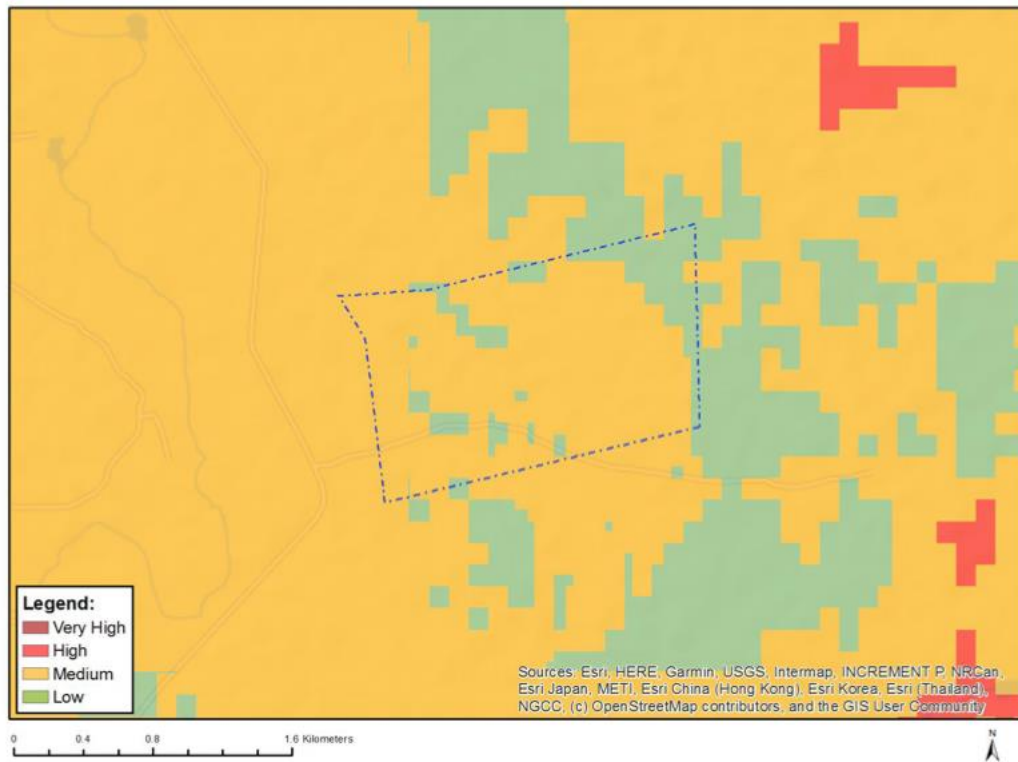 Legend:
Very High
High
Medium
Low
Sources: Esri, HERE, Garmin, USGS, Intermap, INCREMENT P, NRCan,
Esri Japan, METI, Esri China (Hong Kong), Esri Korea, Esri (Thailand),
NGCC, (c) OpenStreetMap contributors, and the GIS User Community
0 0.4 0.8 1.6 Kilometers
N